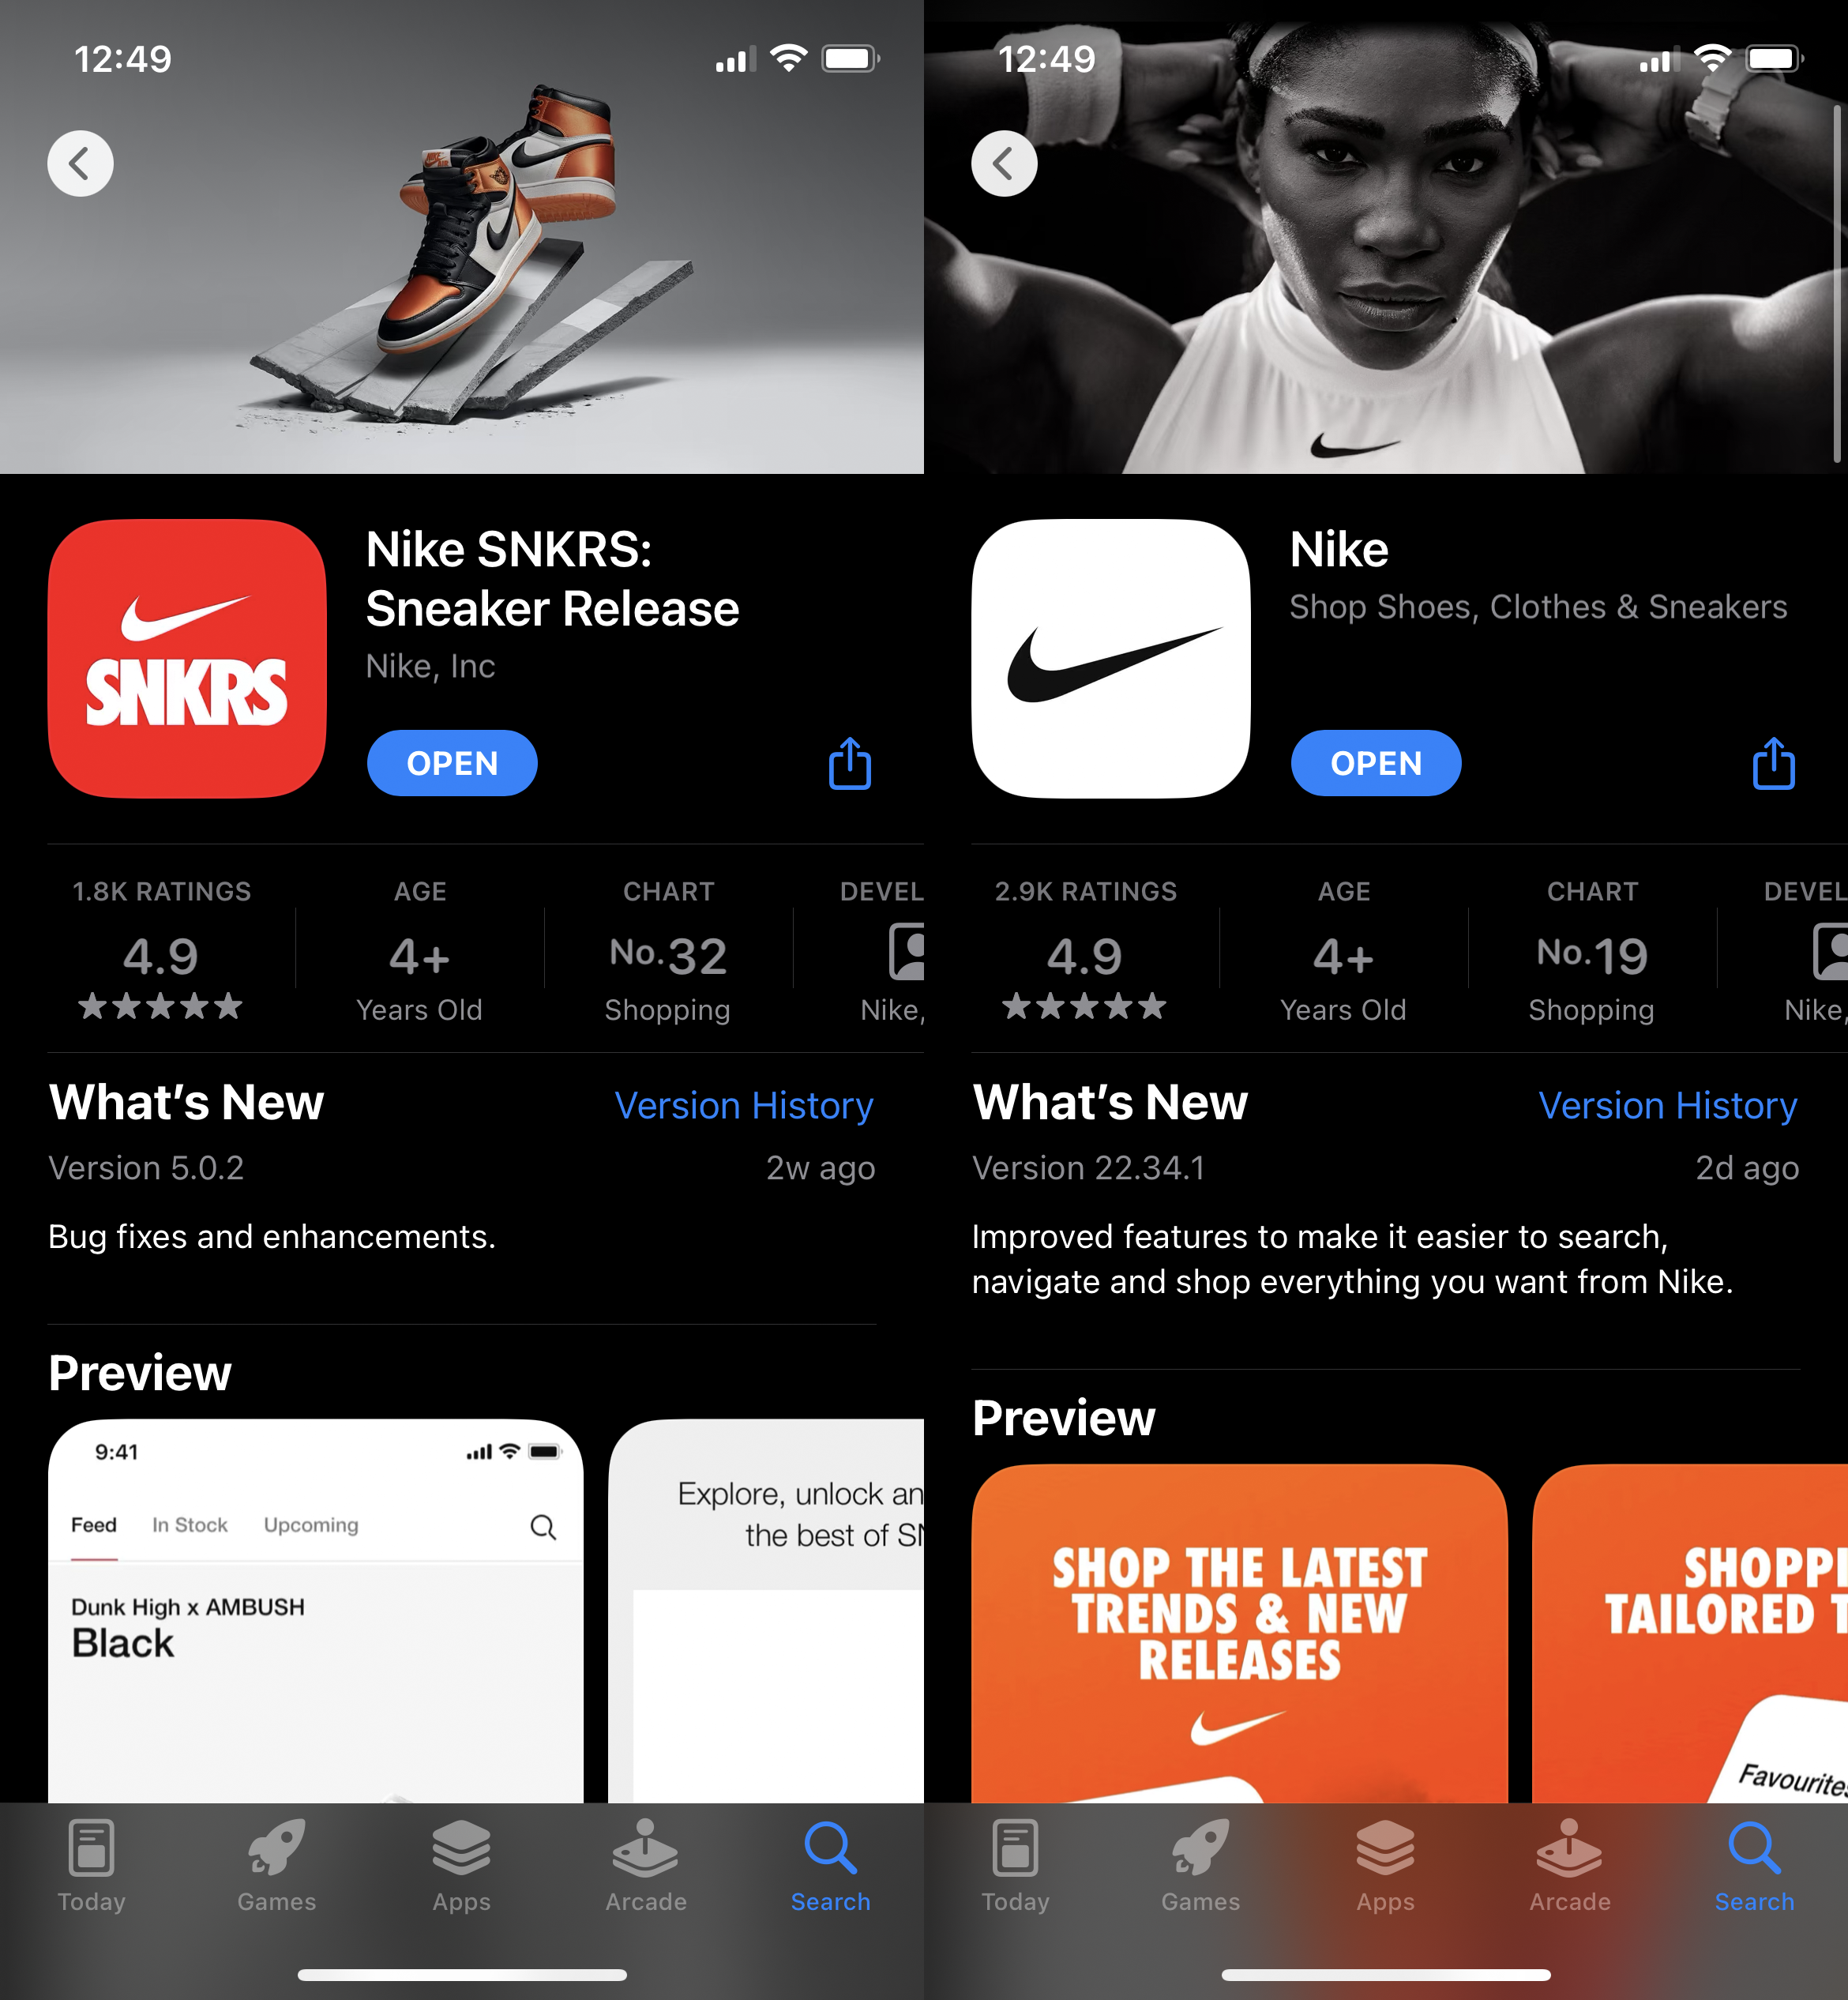 12:49
Nike SNKRS:
Sneaker Release
Nike, Inc
SNKRS
OPEN
1.8K RATINGS
4.9
AGE
4+
Years Old
CHART
No.32
Shopping
DEVEL
Nike,
What's New
Version History
Version 5.0.2
2w ago
Bug fixes and enhancements.
Preview
9:41
Feed
In Stock
Upcoming
Dunk High x AMBUSH
Black
Explore, unlock an
the best of SN
Today
Games
Apps
Arcade
Search
12:49
Nike
Shop Shoes, Clothes & Sneakers
OPEN
2.9K RATINGS
4.9
AGE
4+
Years Old
CHART
No.19
Shopping
DEVEL
Nike,
What's New
Version History
Version 22.34.1
2d ago
Improved features to make it easier to search,
navigate and shop everything you want from Nike.
Preview
SHOP THE LATEST
TRENDS & NEW
RELEASES
SHOPPI
TAILORED T
Favourites
Today
Games
Apps
Arcade
Search